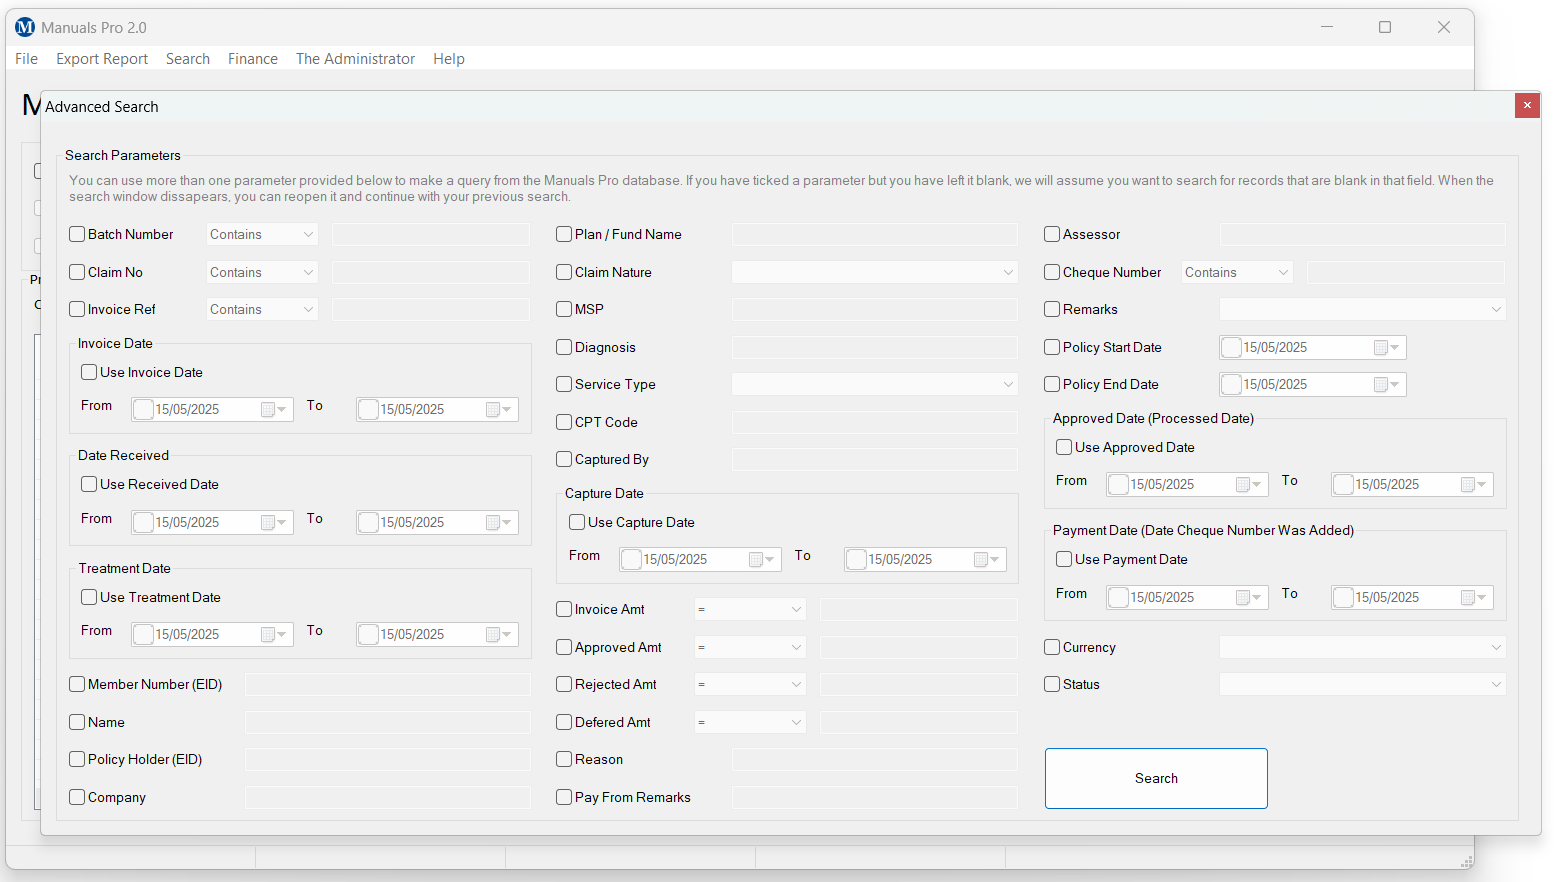 M Manuals Pro 2.0
File Export Report Search Finance The Administrator Help
M
Advanced Search
Search Parameters
You can use more than one parameter provided below to make a query from the Manuals Pro database. If you have ticked a parameter but you have left it blank, we will assume you want to search for records that are blank in that field. When the
search window dissapears, you can reopen it and continue with your previous search.
Batch Number Contains
Claim No Contains
Invoice Ref Contains
Invoice Date
Use Invoice Date
From 15/05/2025 To 15/05/2025
Date Received
Use Received Date
From 15/05/2025 To 15/05/2025
Treatment Date
Use Treatment Date
From 15/05/2025 To 15/05/2025
Member Number (EID)
Name
Policy Holder (EID)
Company
Plan / Fund Name
Claim Nature
MSP
Diagnosis
Service Type
CPT Code
Captured By
Capture Date
Use Capture Date
From 15/05/2025 To 15/05/2025
Invoice Amt =
Approved Amt =
Rejected Amt =
Defered Amt =
Reason
Pay From Remarks
Assessor
Cheque Number Contains
Remarks
Policy Start Date 15/05/2025
Policy End Date 15/05/2025
Approved Date (Processed Date)
Use Approved Date
From 15/05/2025 To 15/05/2025
Payment Date (Date Cheque Number Was Added)
Use Payment Date
From 15/05/2025 To 15/05/2025
Currency
Status
Search